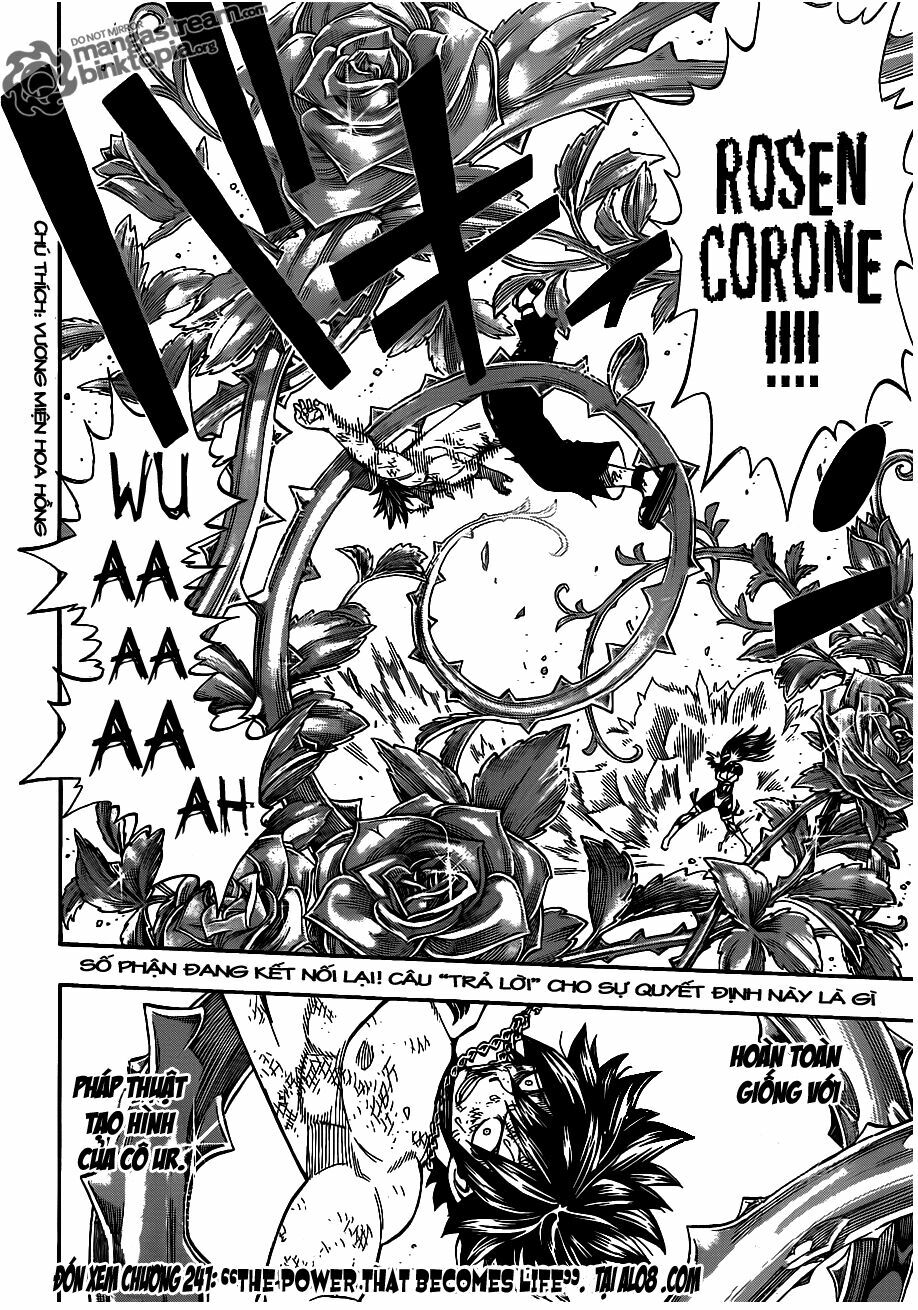 DO NOT MIRROR
mangastream.com
binktopia.org
ROSEN
CORONE
!!!!
CHÚ THÍCH: VƯƠNG MIỆN HOA HỒNG
WU
AA
AA
AA
AH
SỐ PHẬN ĐANG KẾT NỐI LẠI! CÂU “TRẢ LỜI” CHO SỰ QUYẾT ĐỊNH NÀY LÀ GÌ
HOÀN TOÀN
GIỐNG VỚI
PHÁP THUẬT
TẠO HÌNH
CỦA CÔ UR.
ĐÓN XEM CHƯƠNG 241: “THE POWER THAT BECOMES LIFE”. TẠI A108 .COM